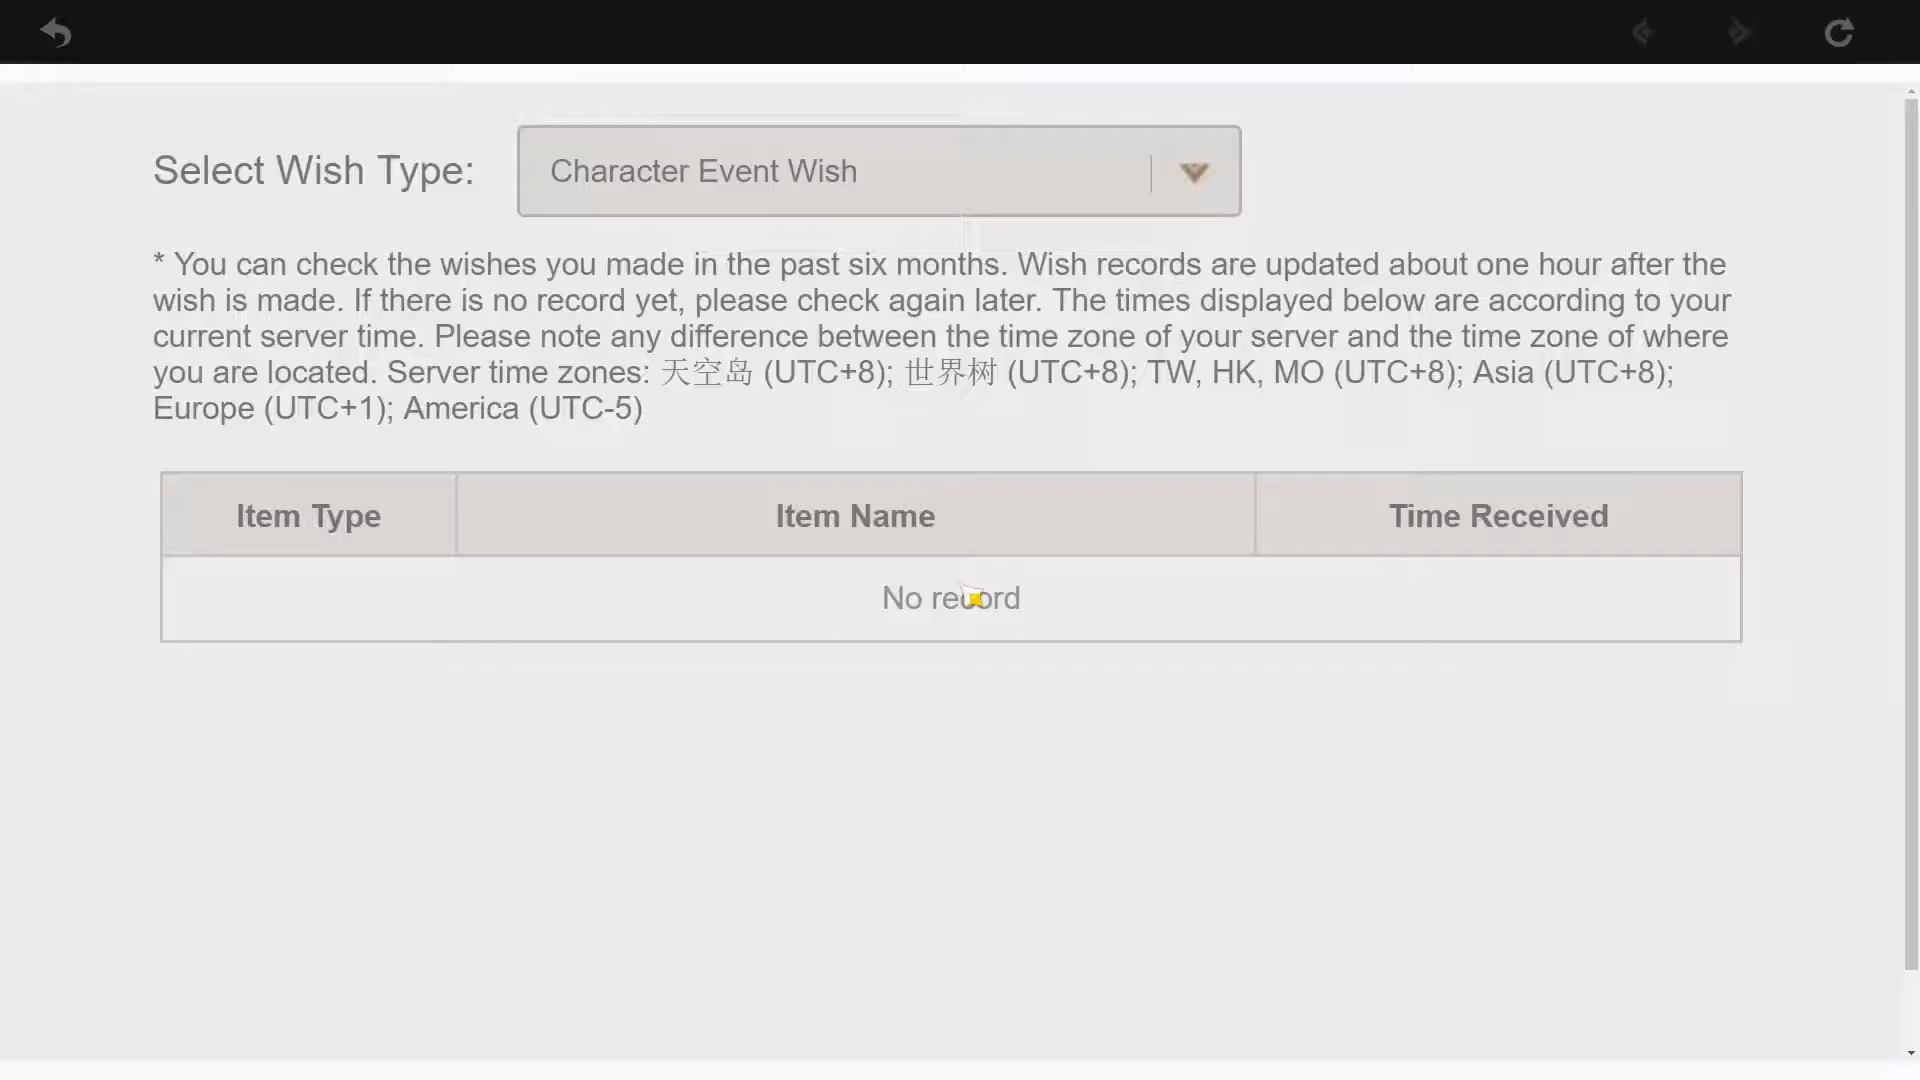 Select Wish Type:
Character Event Wish
* You can check the wishes you made in the past six months. Wish records are updated about one hour after the
wish is made. If there is no record yet, please check again later. The times displayed below are according to your
current server time. Please note any difference between the time zone of your server and the time zone of where
you are located. Server time zones: 天空岛 (UTC+8); 世界树 (UTC+8); TW, HK, MO (UTC+8); Asia (UTC+8);
Europe (UTC+1); America (UTC-5)
Item Type
Item Name
Time Received
No record